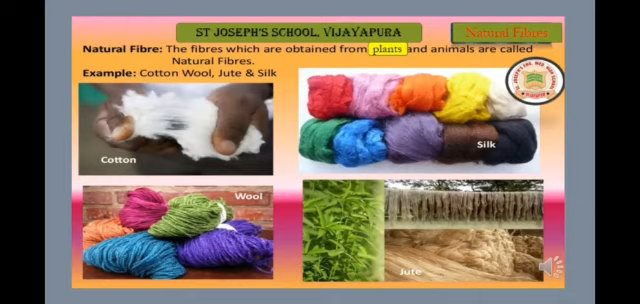 ST JOSEPH'S SCHOOL, VIJAYAPURA
Natural Fibres
Natural Fibre: The fibres which are obtained from plants and animals are called
Natural Fibres.
Example: Cotton Wool, Jute & Silk
Cotton
Silk
Wool
Jute